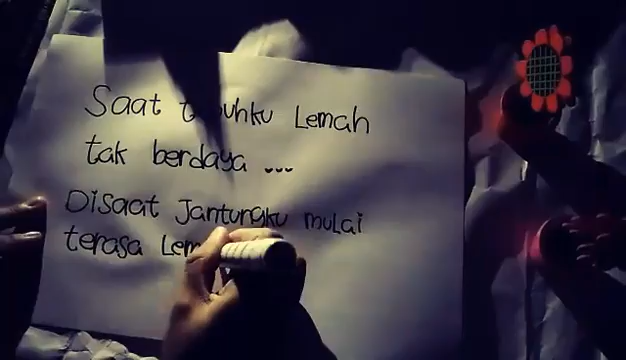 Saat Lemah
tak berdaya ...
Disaat Jantungku mulai
terasa